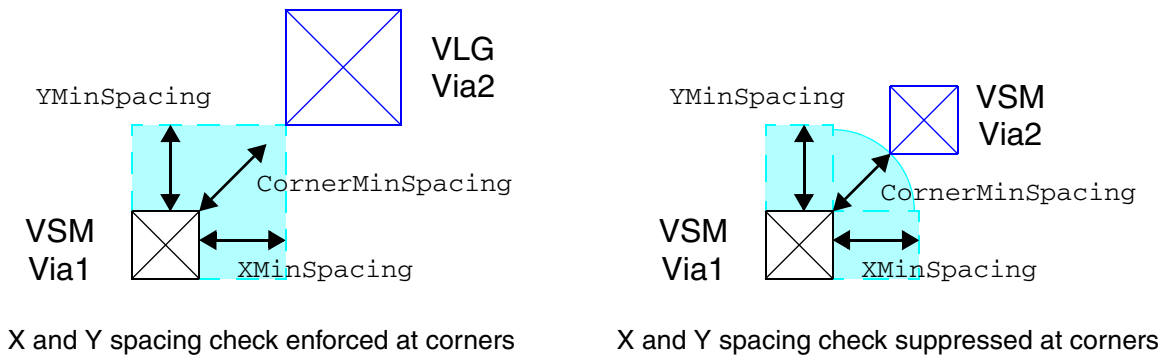 VLG
Via2
YMinSpacing
CornerMinSpacing
VSM
Via1
XMinSpacing
X and Y spacing check enforced at corners
VSM
Via2
YMinSpacing
CornerMinSpacing
VSM
Via1
XMinSpacing
X and Y spacing check suppressed at corners